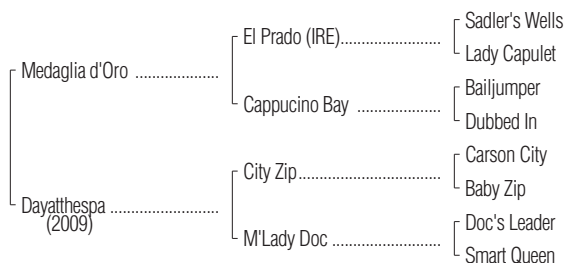 Sadler's Wells
El Prado (IRE)........................
Lady Capulet
Medaglia d'Oro ....................
Bailjumper
Cappucino Bay ....................
Dubbed In
Carson City
City Zip..................................
Baby Zip
Dayatthespa ..........................
(2009)
Doc's Leader
M'Lady Doc ..........................
Smart Queen